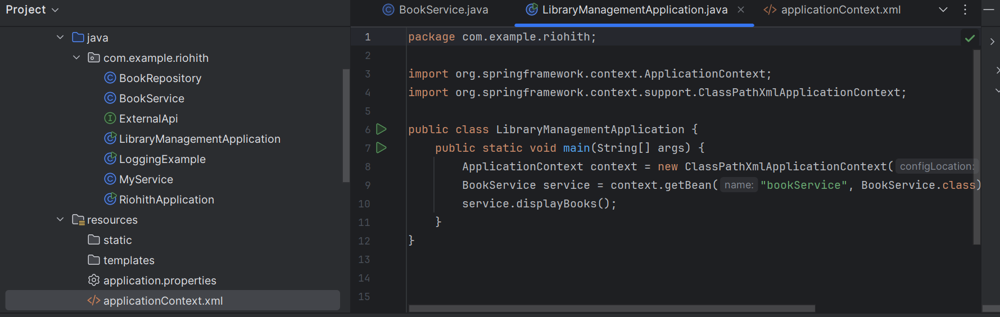 Project
java
com.example.riohith
BookRepository
BookService
ExternalApi
LibraryManagementApplication
LoggingExample
MyService
RiohithApplication
resources
static
templates
application.properties
applicationContext.xml
BookService.java
LibraryManagementApplication.java
applicationContext.xml
1 package com.example.riohith;
2
3 import org.springframework.context.ApplicationContext;
4 import org.springframework.context.support.ClassPathXmlApplicationContext;
5
6 public class LibraryManagementApplication {
7 public static void main(String[] args) {
8 ApplicationContext context = new ClassPathXmlApplicationContext( configLocation:
9 BookService service = context.getBean( name: "bookService", BookService.class)
10 service.displayBooks();
11 }
12 }
13
14
15